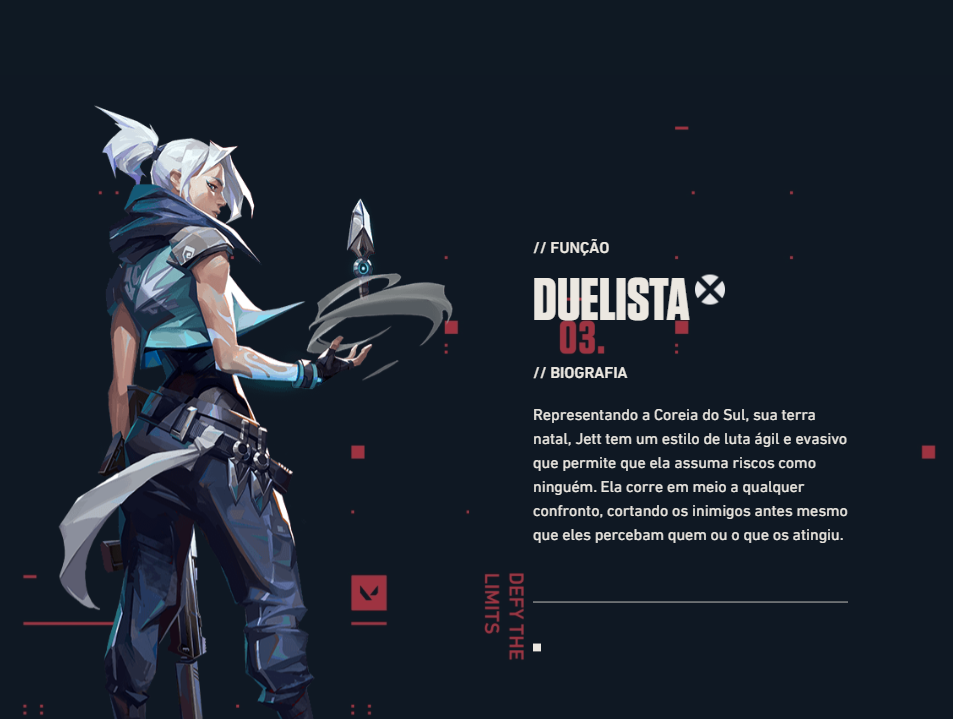 // FUNÇÃO
DUELISTA
03.
// BIOGRAFIA
Representando a Coreia do Sul, sua terra
natal, Jett tem um estilo de luta ágil e evasivo
que permite que ela assuma riscos como
ninguém. Ela corre em meio a qualquer
confronto, cortando os inimigos antes mesmo
que eles percebam quem ou o que os atingiu.
DEFY THE
LIMITS